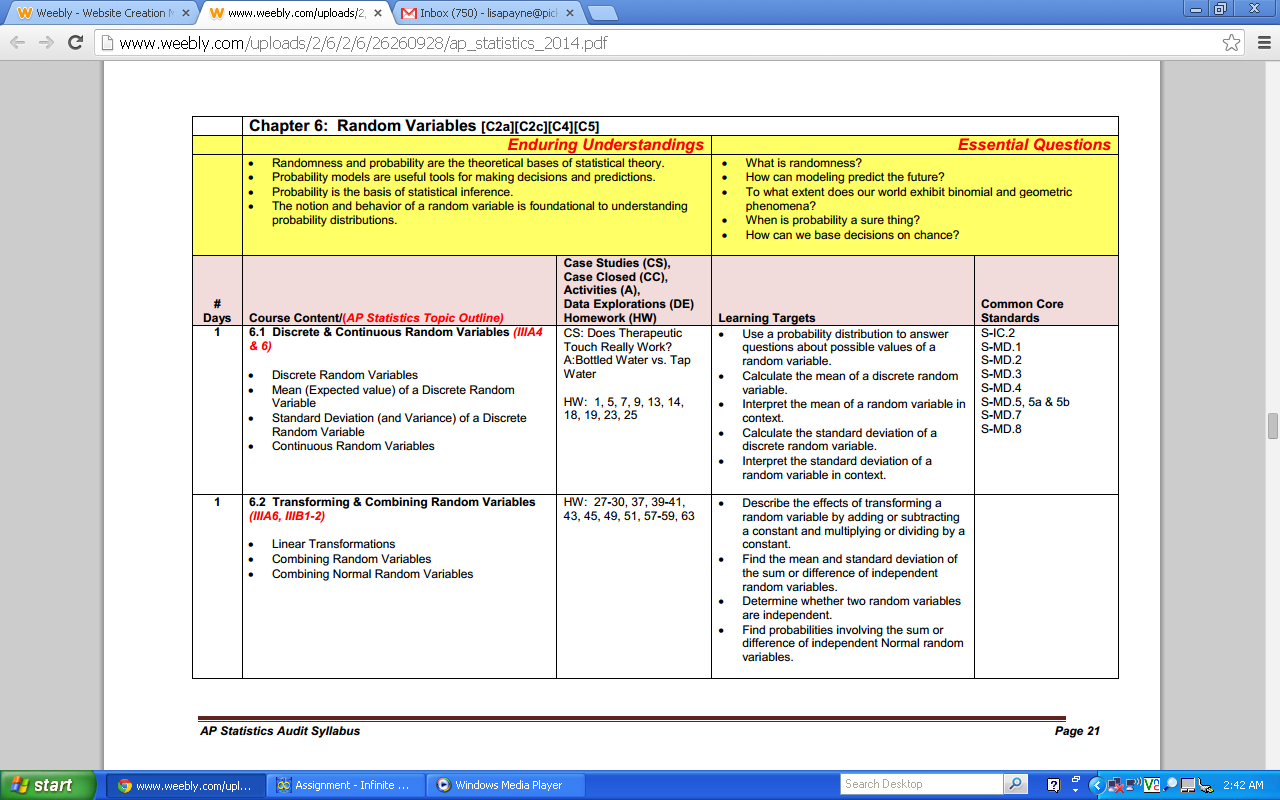 Weebly - Website Creation M
www.weebly.com/uploads/2
Inbox (750) - lisapayne@pic
www.weebly.com/uploads/2/6/2/6/26260928/ap_statistics_2014.pdf
Chapter 6: Random Variables [C2a][C2c][C4][C5]
Enduring Understandings
• Randomness and probability are the theoretical bases of statistical theory.
• Probability models are useful tools for making decisions and predictions.
• Probability is the basis of statistical inference.
• The notion and behavior of a random variable is foundational to understanding
probability distributions.
Essential Questions
• What is randomness?
• How can modeling predict the future?
• To what extent does our world exhibit binomial and geometric
phenomena?
• When is probability a sure thing?
• How can we base decisions on chance?
#
Days
Course Content/(AP Statistics Topic Outline)
Case Studies (CS),
Case Closed (CC),
Activities (A),
Data Explorations (DE)
Homework (HW)
Learning Targets
Common Core
Standards
1
6.1 Discrete & Continuous Random Variables (IIIA4
& 6)
• Discrete Random Variables
• Mean (Expected value) of a Discrete Random
Variable
• Standard Deviation (and Variance) of a Discrete
Random Variable
• Continuous Random Variables
CS: Does Therapeutic
Touch Really Work?
A:Bottled Water vs. Tap
Water
HW: 1, 5, 7, 9, 13, 14,
18, 19, 23, 25
• Use a probability distribution to answer
questions about possible values of a
random variable.
• Calculate the mean of a discrete random
variable.
• Interpret the mean of a random variable in
context.
• Calculate the standard deviation of a
discrete random variable.
• Interpret the standard deviation of a
random variable in context.
S-IC.2
S-MD.1
S-MD.2
S-MD.3
S-MD.4
S-MD.5, 5a & 5b
S-MD.7
S-MD.8
1
6.2 Transforming & Combining Random Variables
(IIIA6, IIIB1-2)
• Linear Transformations
• Combining Random Variables
• Combining Normal Random Variables
HW: 27-30, 37, 39-41,
43, 45, 49, 51, 57-59, 63
• Describe the effects of transforming a
random variable by adding or subtracting
a constant and multiplying or dividing by a
constant.
• Find the mean and standard deviation of
the sum or difference of independent
random variables.
• Determine whether two random variables
are independent.
• Find probabilities involving the sum or
difference of independent Normal random
variables.
AP Statistics Audit Syllabus
Page 21
start
www.weebly.com/upl...
Assignment - Infinite ...
Windows Media Player
Search Desktop
2:42 AM